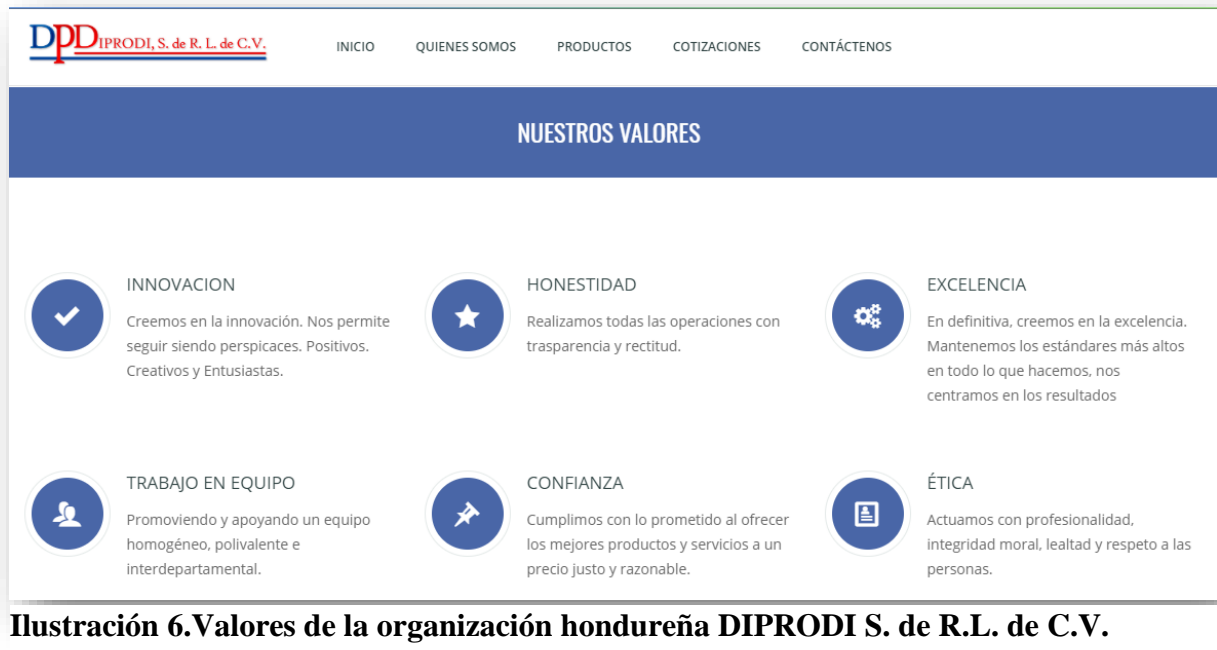 DPDIPRODI, S. de R. L. de C.V.
INICIO QUIENES SOMOS PRODUCTOS COTIZACIONES CONTÁCTENOS
NUESTROS VALORES
INNOVACION
Creemos en la innovación. Nos permite
seguir siendo perspicaces. Positivos.
Creativos y Entusiastas.
HONESTIDAD
Realizamos todas las operaciones con
trasparencia y rectitud.
EXCELENCIA
En definitiva, creemos en la excelencia.
Mantenemos los estándares más altos
en todo lo que hacemos, nos
centramos en los resultados
TRABAJO EN EQUIPO
Promoviendo y apoyando un equipo
homogéneo, polivalente e
interdepartamental.
CONFIANZA
Cumplimos con lo prometido al ofrecer
los mejores productos y servicios a un
precio justo y razonable.
ÉTICA
Actuamos con profesionalidad,
integridad moral, lealtad y respeto a las
personas.
Ilustración 6.Valores de la organización hondureña DIPRODI S. de R.L. de C.V.